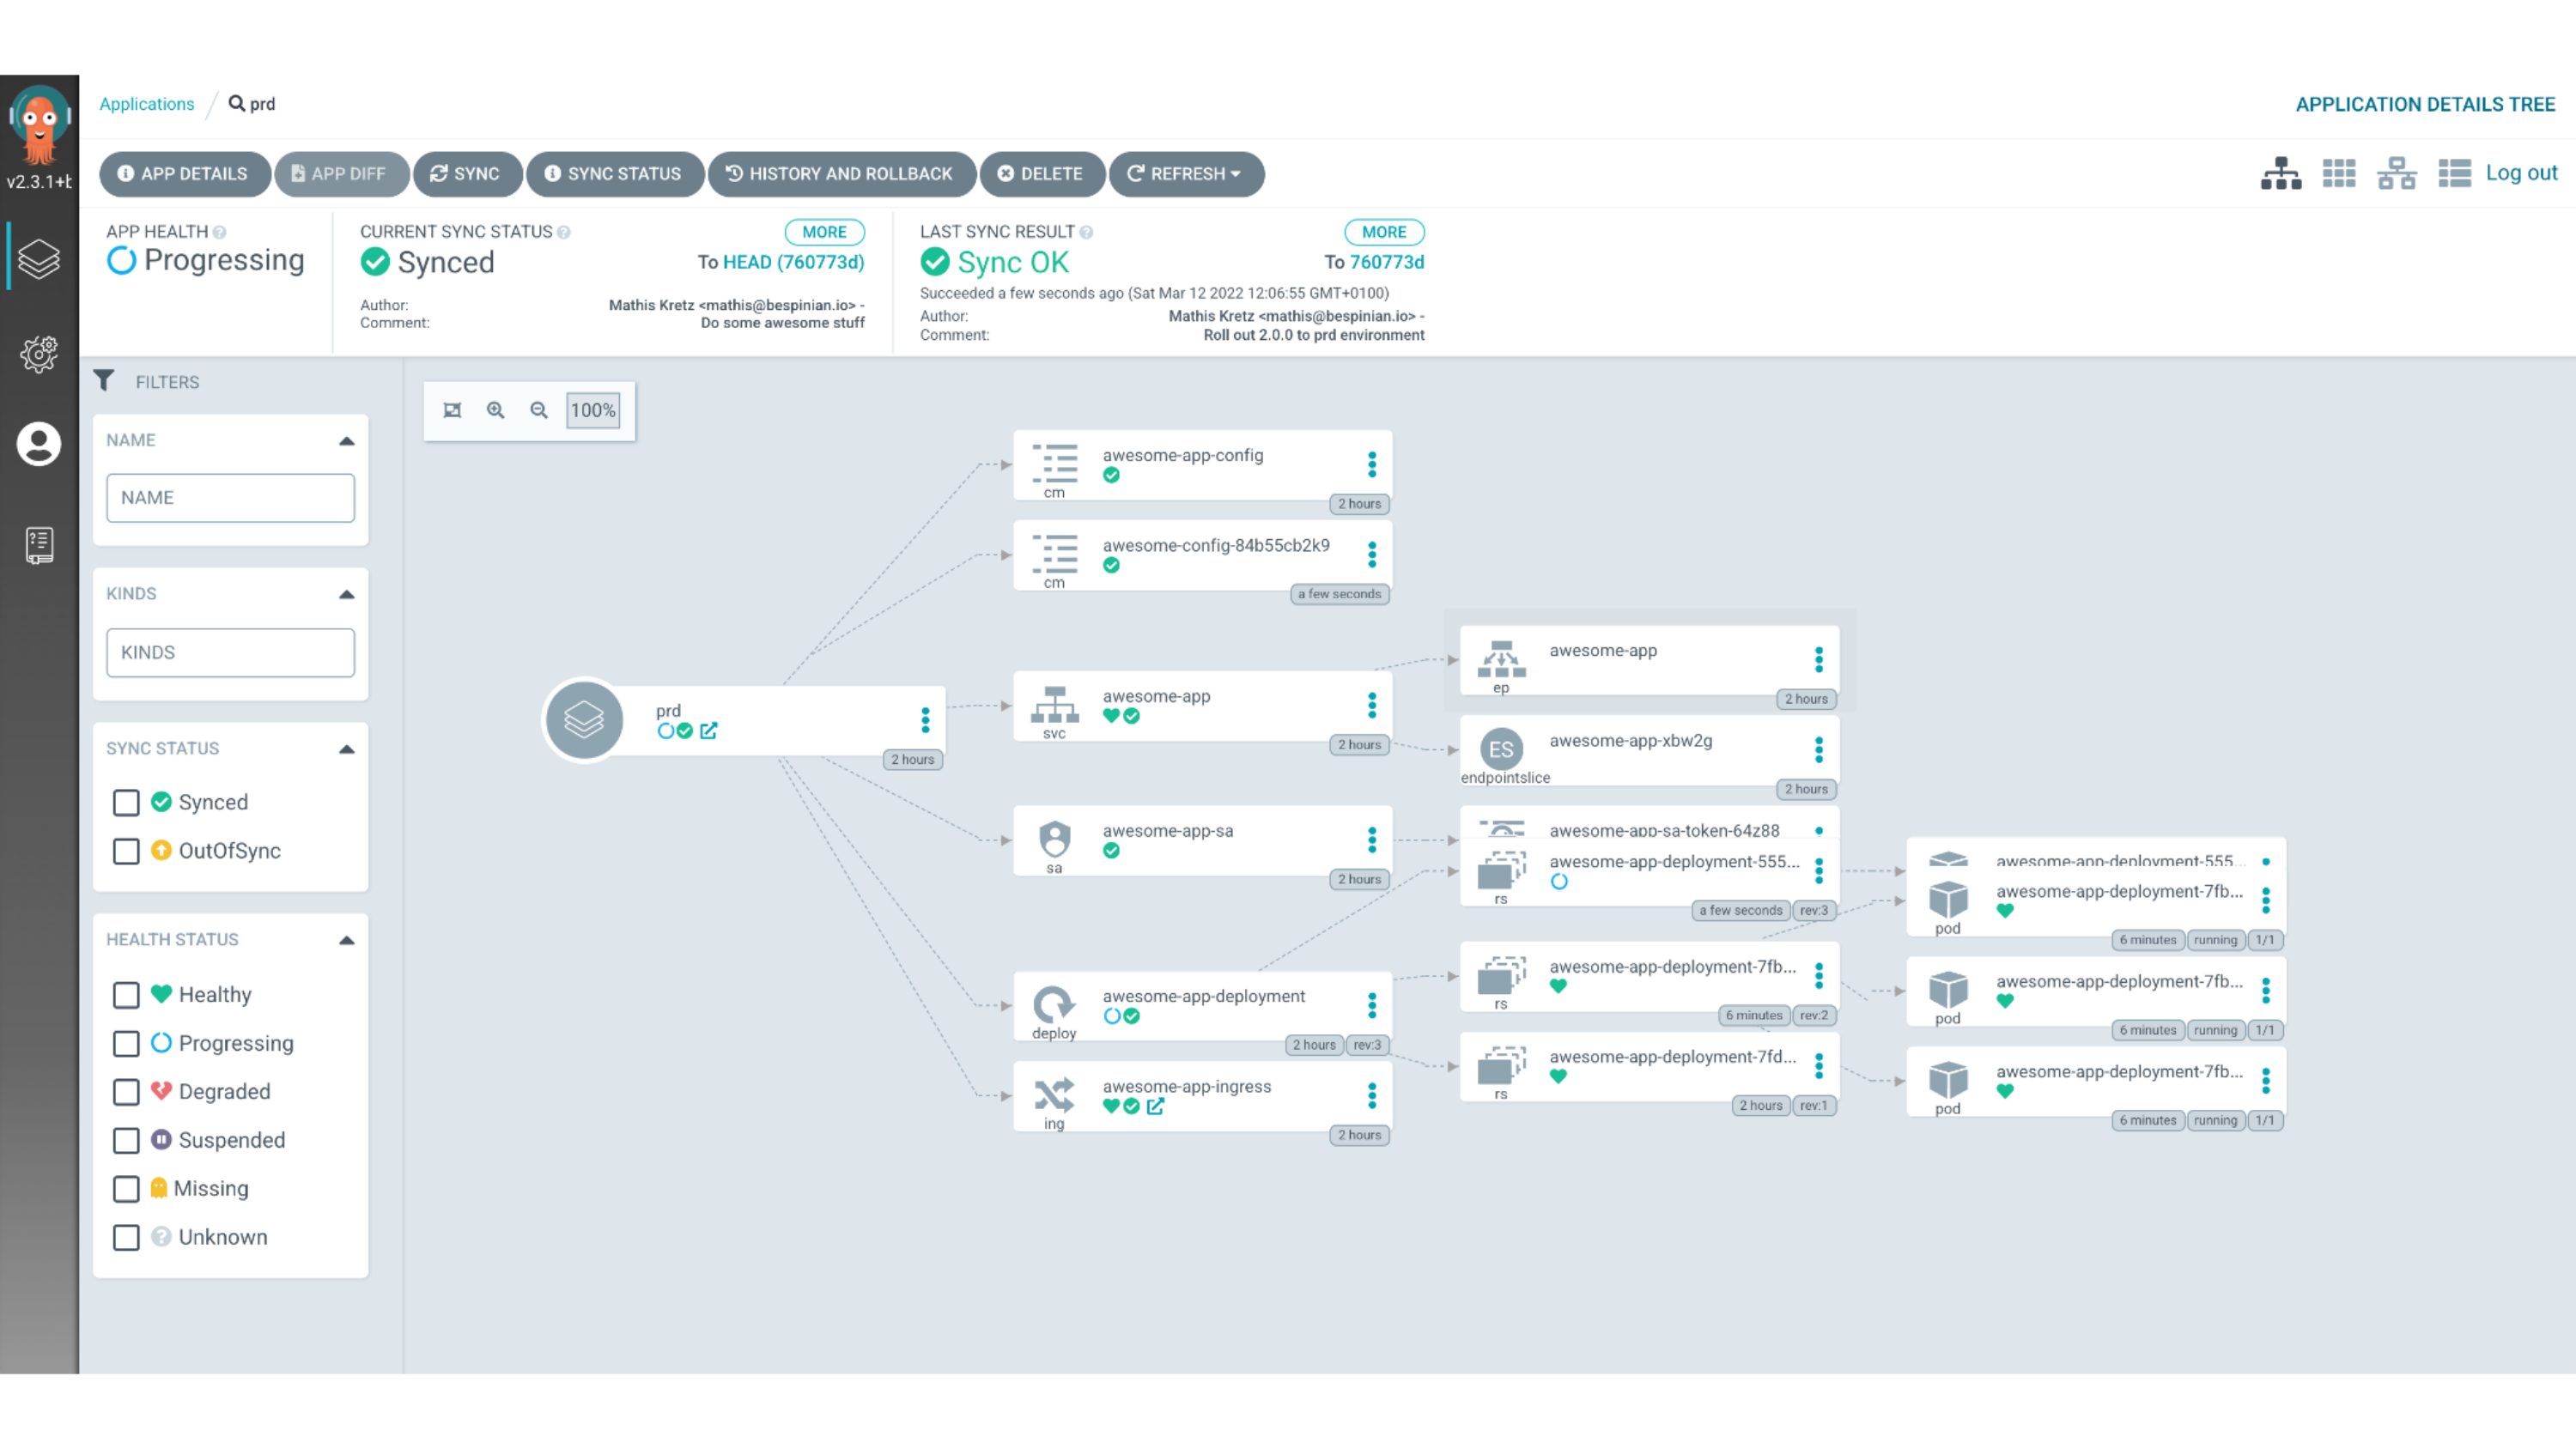 Applications / prd
APPLICATION DETAILS TREE
v2.3.1+
APP DETAILS
APP DIFF
SYNC
SYNC STATUS
HISTORY AND ROLLBACK
DELETE
REFRESH
Log out
APP HEALTH
Progressing
CURRENT SYNC STATUS
MORE
Synced
To HEAD (760773d)
Author:
Mathis Kretz <mathis@bespinian.io> -
Comment:
Do some awesome stuff
LAST SYNC RESULT
MORE
Sync OK
To 760773d
Succeeded a few seconds ago (Sat Mar 12 2022 12:06:55 GMT+0100)
Author:
Mathis Kretz <mathis@bespinian.io> -
Comment:
Roll out 2.0.0 to prd environment
FILTERS
NAME
NAME
KINDS
KINDS
SYNC STATUS
Synced
OutOfSync
HEALTH STATUS
Healthy
Progressing
Degraded
Suspended
Missing
Unknown
100%
prd
2 hours
awesome-app-config
cm
2 hours
awesome-config-84b55cb2k9
cm
a few seconds
awesome-app
svc
2 hours
awesome-app-sa
sa
2 hours
awesome-app-deployment
deploy
2 hours
rev:3
awesome-app-ingress
ing
2 hours
awesome-app
ep
2 hours
ES
awesome-app-xbw2g
endpointslice
2 hours
awesome-app-sa-token-64z88
awesome-app-deployment-555...
rs
a few seconds
rev:3
awesome-app-deployment-7fb...
rs
6 minutes
rev:2
awesome-app-deployment-7fd...
rs
2 hours
rev:1
awesome-app-deployment-555...
awesome-app-deployment-7fb...
pod
6 minutes
running
1/1
awesome-app-deployment-7fb...
pod
6 minutes
running
1/1
awesome-app-deployment-7fb...
pod
6 minutes
running
1/1